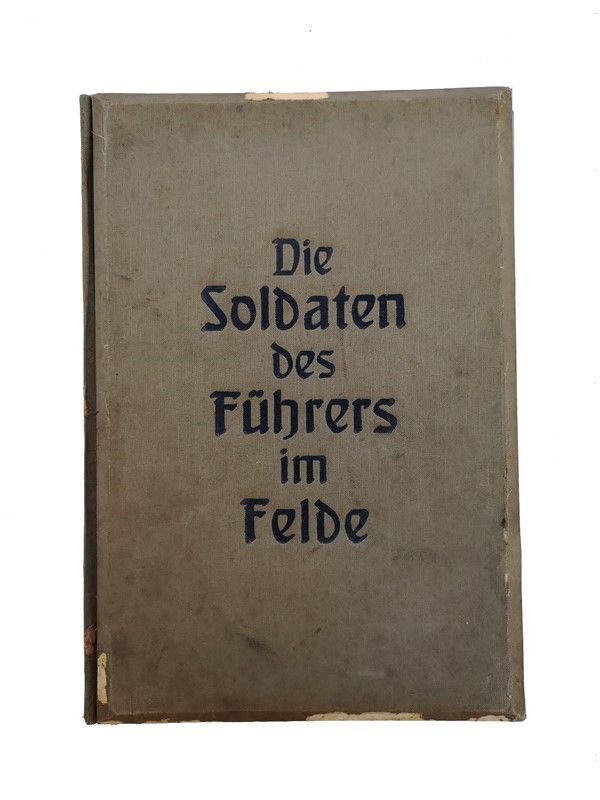 Die
Soldaten
des
Führers
im
Felde